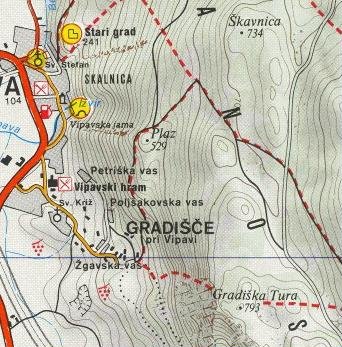 A
Škavnica
734
Stari grad
241
Sv. Štefan
SKALNICA
VA
104
Izvir
Vipavska jama
N
Plaz
529
Petriška vas
Vipavski hram
Poljšakovska vas
Sv. Križ
O
GRADIŠČE
pri Vipavi
Žgavska vas
Gradiška Tura
793
S